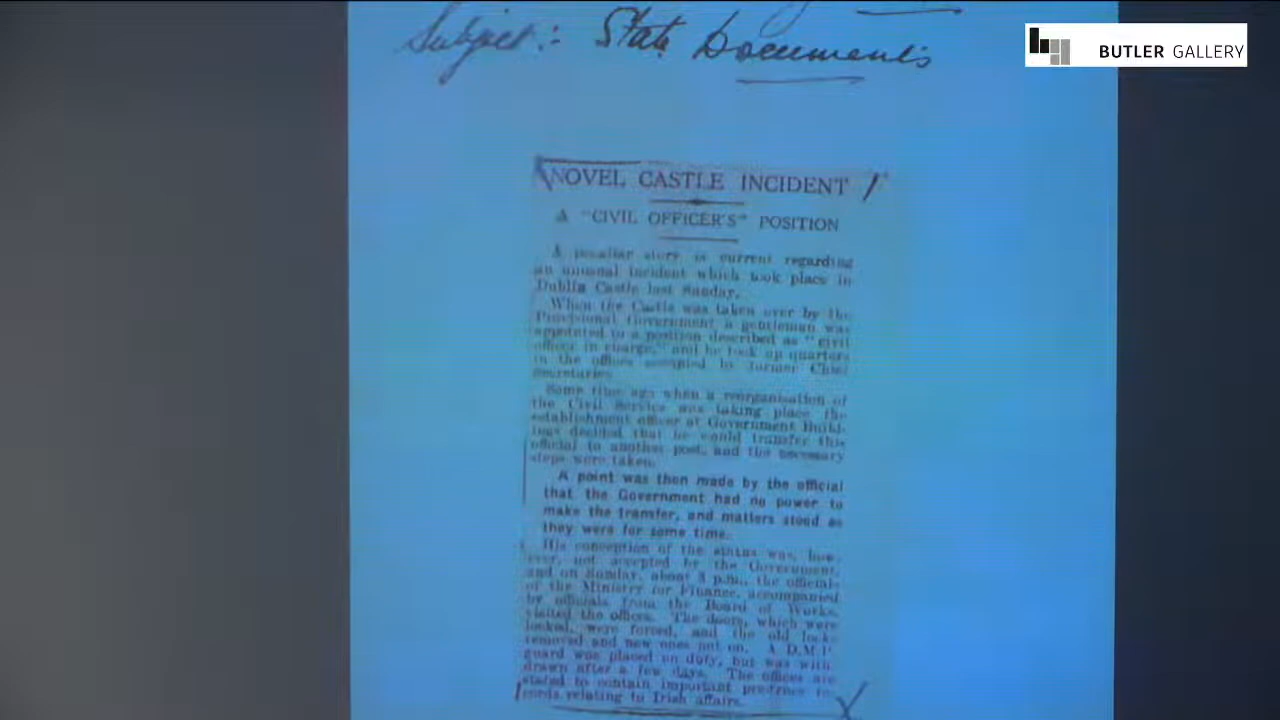 Subject :- State Documents
BUTLER GALLERY
NOVEL CASTLE INCIDENT
A "CIVIL OFFICER'S" POSITION
A peculiar story is current regarding
an unusual incident which took place in
Dublin Castle last Sunday.
When the Castle was taken over by the
Provisional Government a gentleman was
appointed to a position described as "civil
officer in charge," and he took up quarters
in the offices occupied by former Chief
Secretaries.
Some time ago when a reorganisation of
the Civil Service was taking place the
establishment officer at Government Build-
ings decided that he could transfer this
official to another post, and the necessary
steps were taken.
A point was then made by the official
that the Government had no power to
make the transfer, and matters stood as
they were for some time.
His conception of the status was, how-
ever, not accepted by the Government,
and on Sunday, about 3 p.m., the officials
of the Minister for Finance, accompanied
by officials from the Board of Works,
visited the offices. The doors, which were
locked, were forced, and the old locks
removed and new ones put on. A D.M.P.
guard was placed on duty, but was with-
drawn after a few days. The offices are
stated to contain important
cords relating to Irish affairs.